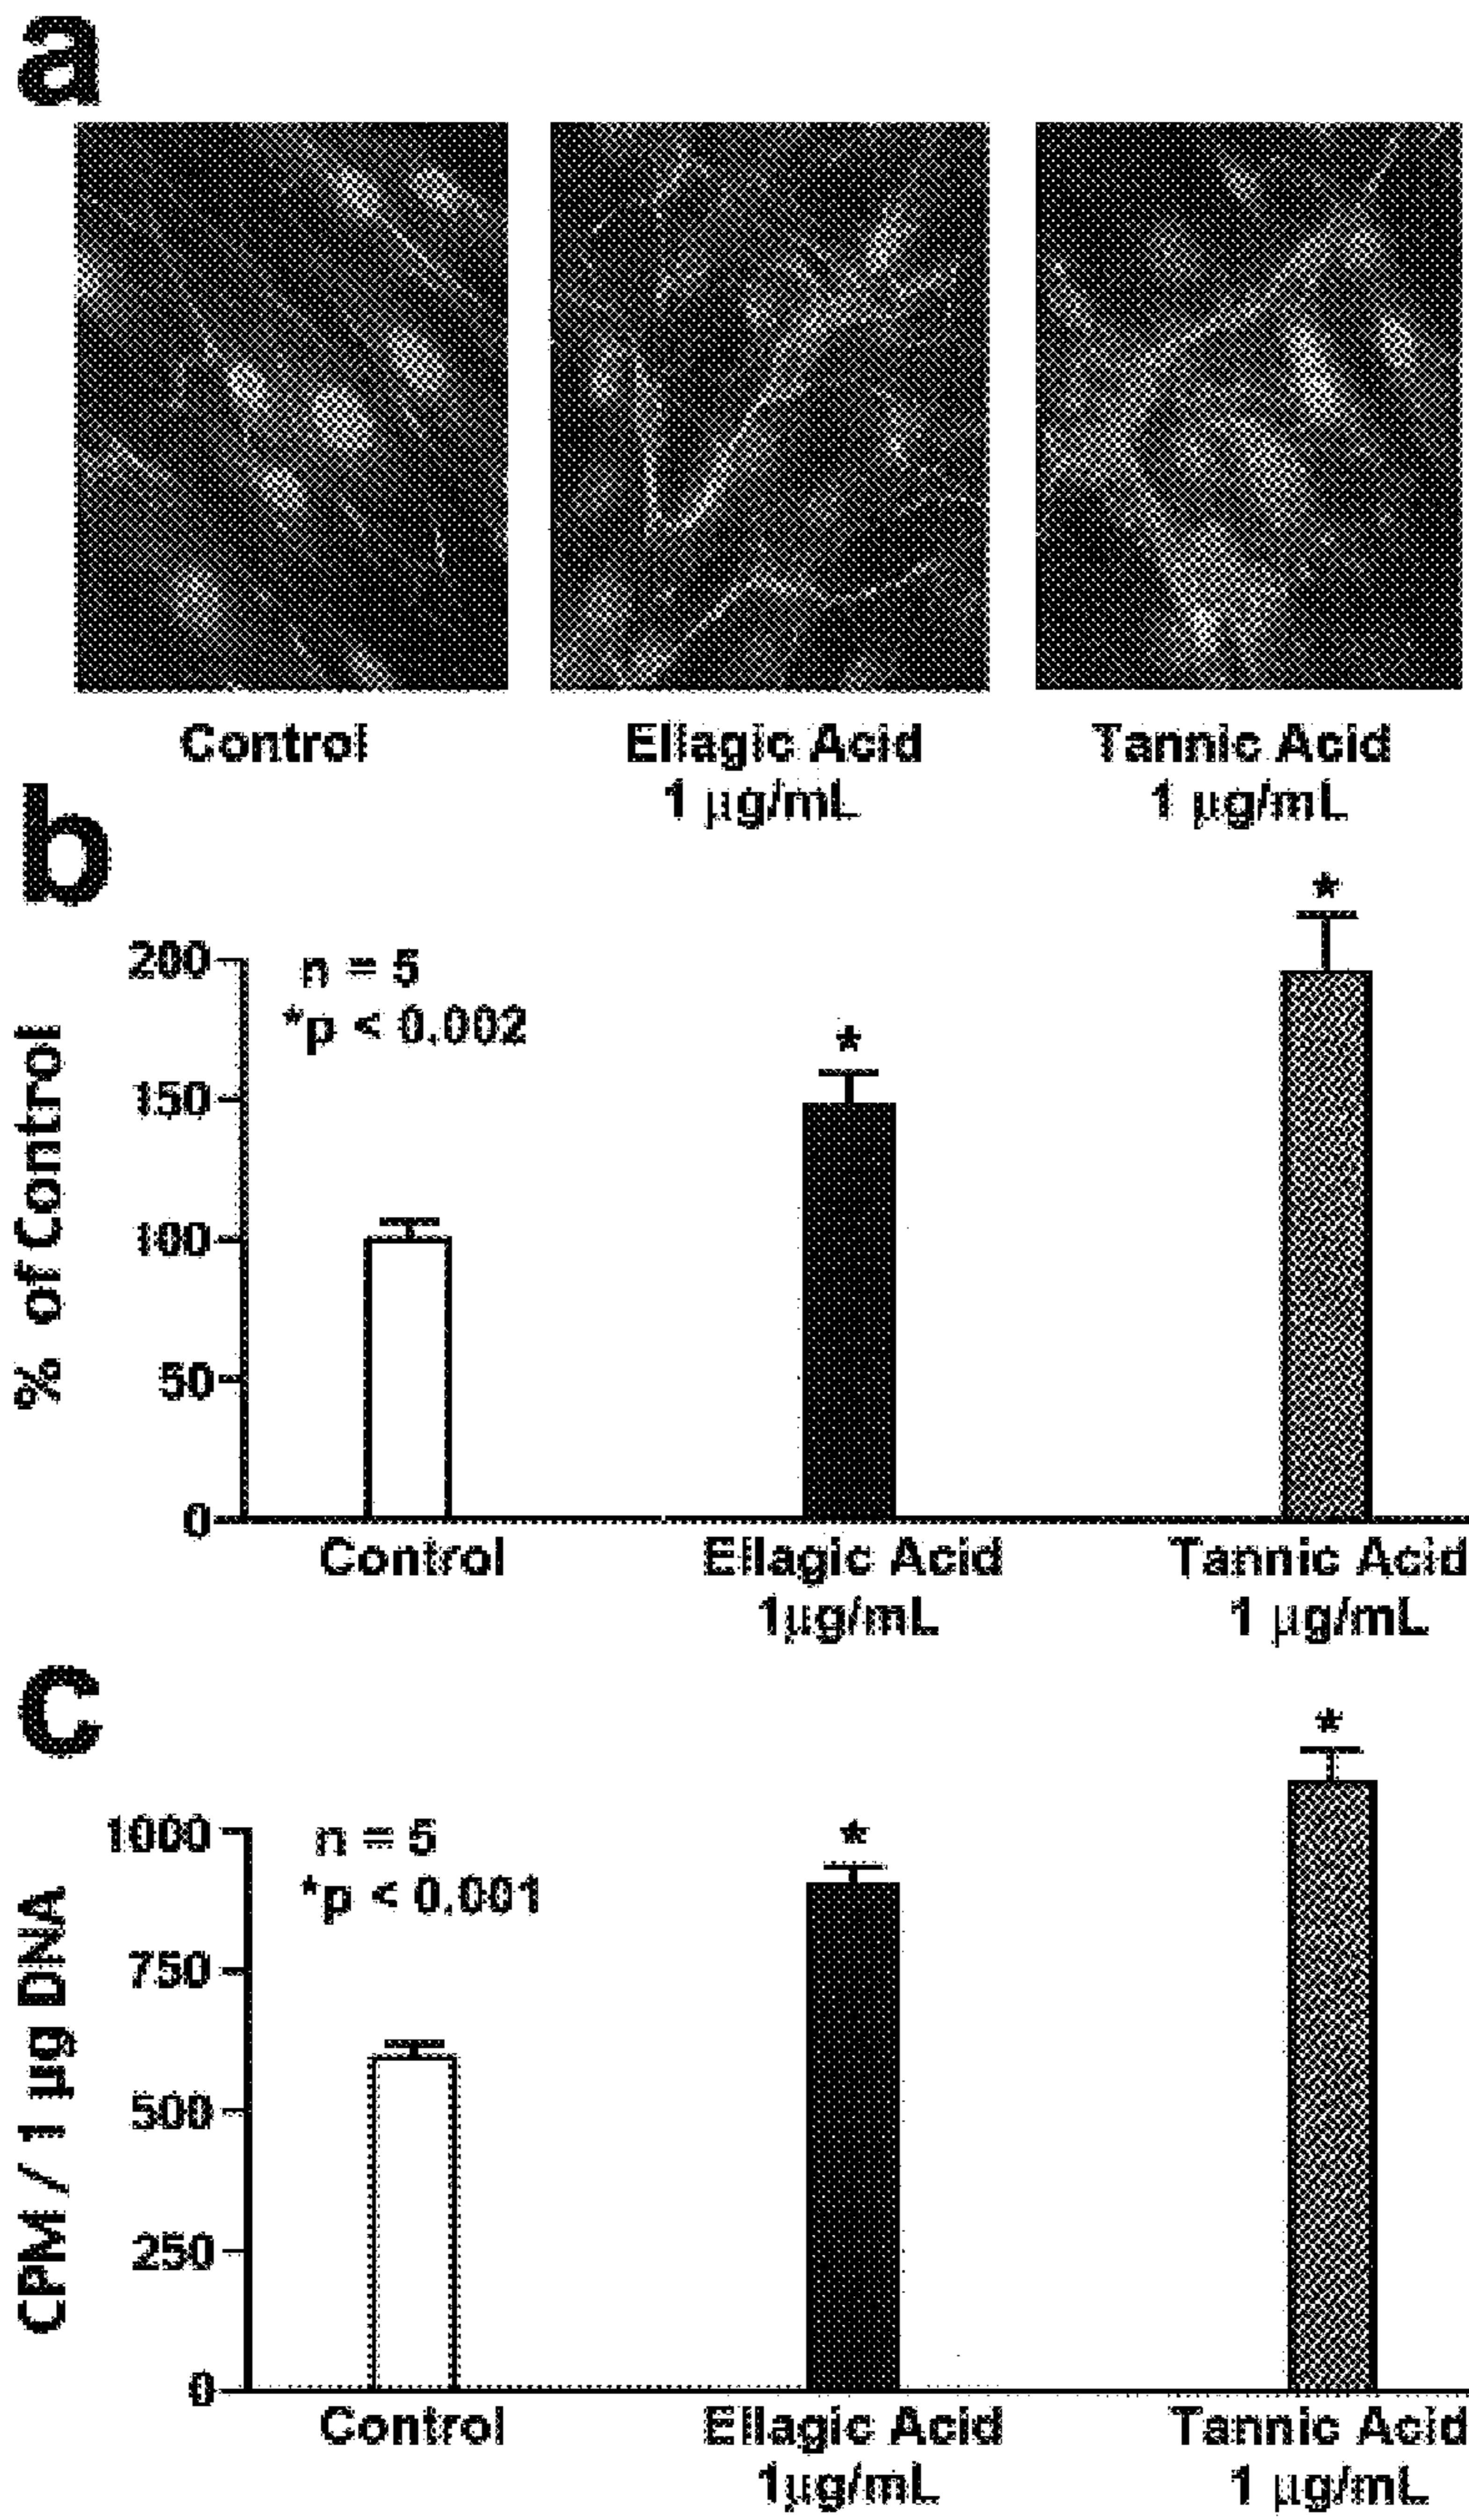 a
Control
Ellagic Acid
1 µg/mL
Tannic Acid
1 µg/mL
b
% of Control
200
150
100
50
0
n = 5
*p < 0.002
*
*
Control
Ellagic Acid
1µg/mL
Tannic Acid
1 µg/mL
c
CPM / 1 µg DNA
1000
750
500
250
0
n = 5
*p < 0.001
*
*
Control
Ellagic Acid
1µg/mL
Tannic Acid
1 µg/mL